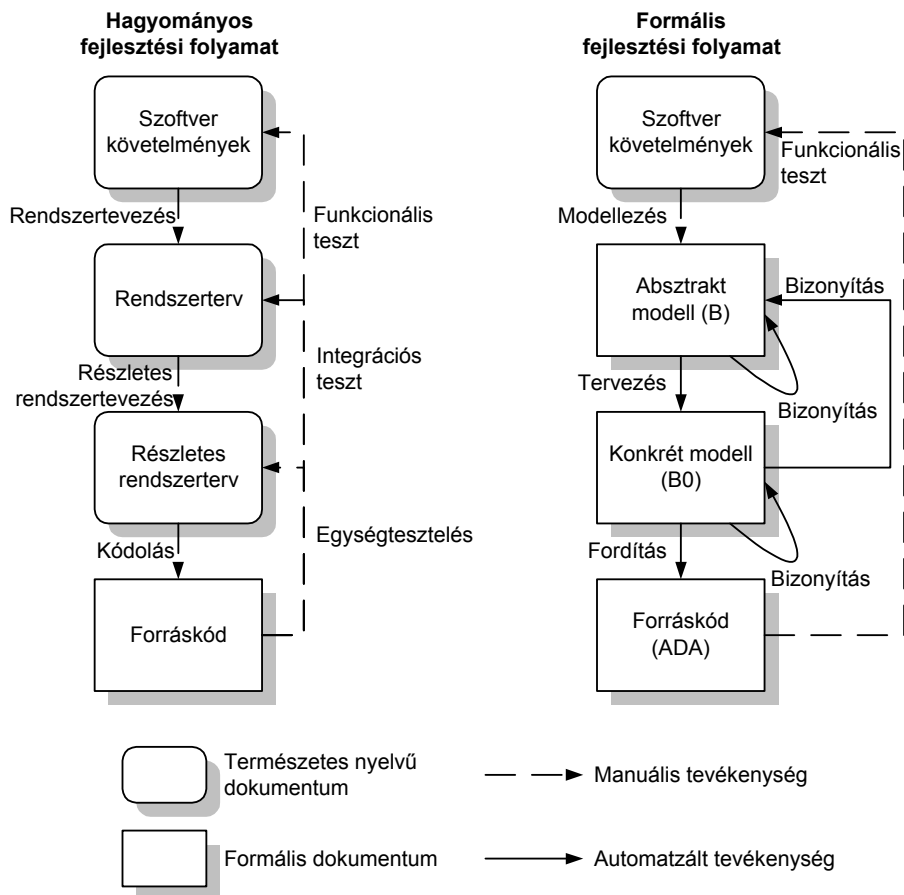 Hagyományos
fejlesztési folyamat
Szoftver
követelmények
Rendszertevezés
Funkcionális
teszt
Rendszerterv
Részletes
rendszertevezés
Integrációs
teszt
Részletes
rendszerterv
Kódolás
Egységtesztelés
Forráskód
Formális
fejlesztési folyamat
Szoftver
követelmények
Funkcionális
teszt
Modellezés
Absztrakt
modell (B)
Bizonyítás
Tervezés
Bizonyítás
Konkrét modell
(B0)
Fordítás
Bizonyítás
Forráskód
(ADA)
Természetes nyelvű
dokumentum
Manuális tevékenység
Formális dokumentum
Automatzált tevékenység